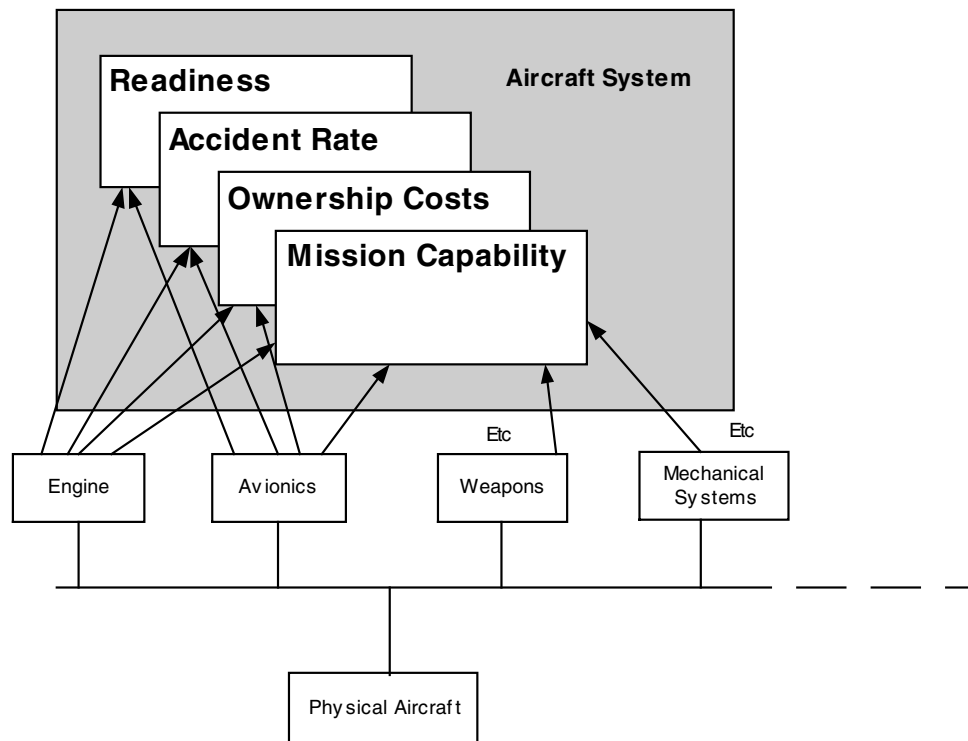 Readiness
Aircraft System
Accident Rate
Ownership Costs
Mission Capability
Etc
Etc
Engine
Avionics
Weapons
Mechanical
Systems
Physical Aircraft